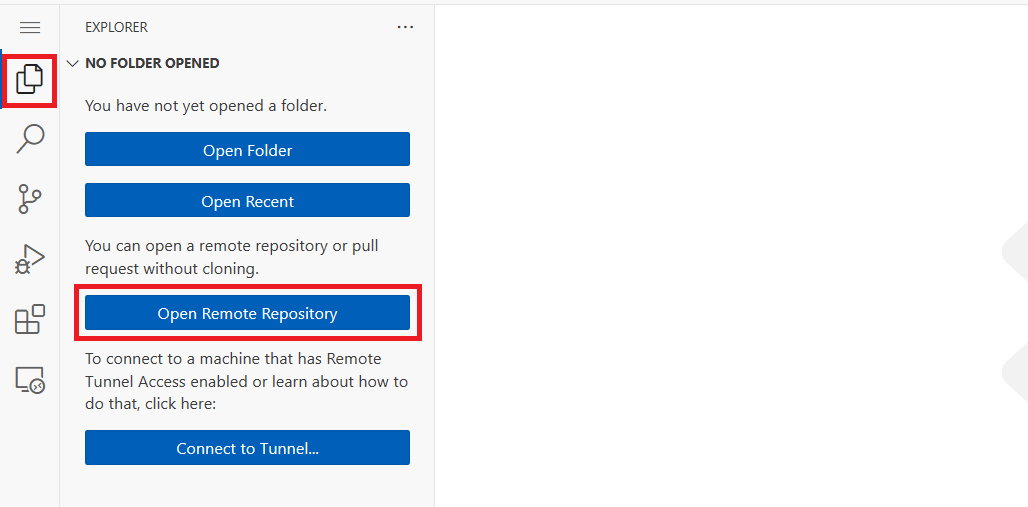 EXPLORER
NO FOLDER OPENED
You have not yet opened a folder.
Open Folder
Open Recent
You can open a remote repository or pull
request without cloning.
Open Remote Repository
To connect to a machine that has Remote
Tunnel Access enabled or learn about how to
do that, click here:
Connect to Tunnel...